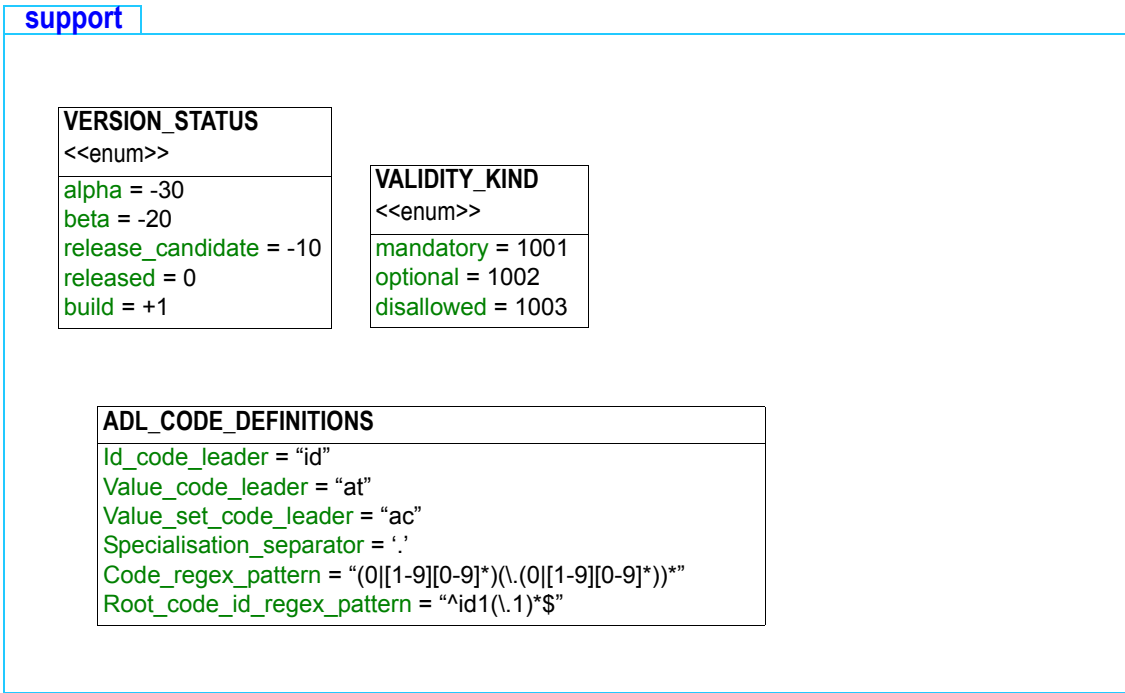 support
VERSION_STATUS
<<enum>>
alpha = -30
beta = -20
release_candidate = -10
released = 0
build = +1
VALIDITY_KIND
<<enum>>
mandatory = 1001
optional = 1002
disallowed = 1003
ADL_CODE_DEFINITIONS
Id_code_leader = “id”
Value_code_leader = “at”
Value_set_code_leader = “ac”
Specialisation_separator = ‘.’
Code_regex_pattern = “(0|[1-9][0-9]*)(\.(0|[1-9][0-9]*))*”
Root_code_id_regex_pattern = “^id1(\.1)*$”